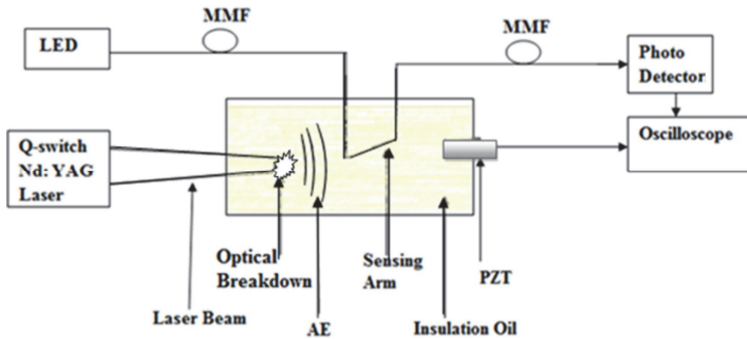 MMF
MMF
LED
Photo
Detector
Q-switch
Nd: YAG
Laser
Oscilloscope
Optical
Breakdown
Sensing
Arm
PZT
Laser Beam
AE
Insulation Oil